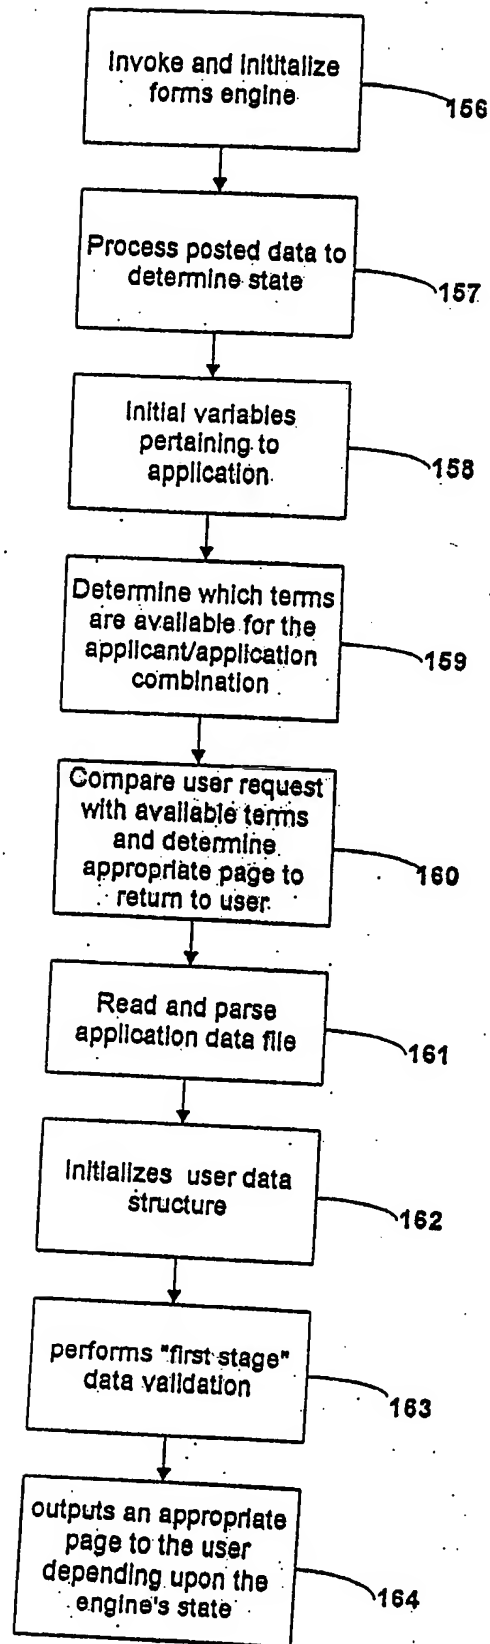 Invoke and inititalize
forms engine
156
Process posted data to
determine state
157
Initial variables
pertaining to
application
158
Determine which terms
are available for the
applicant/application
combination
159
Compare user request
with available terms
and determine
appropriate page to
return to user.
160
Read and parse
application data file
161
Initializes user data
structure
162
performs "first stage"
data validation
163
outputs an appropriate
page to the user
depending upon the
engine's state
164